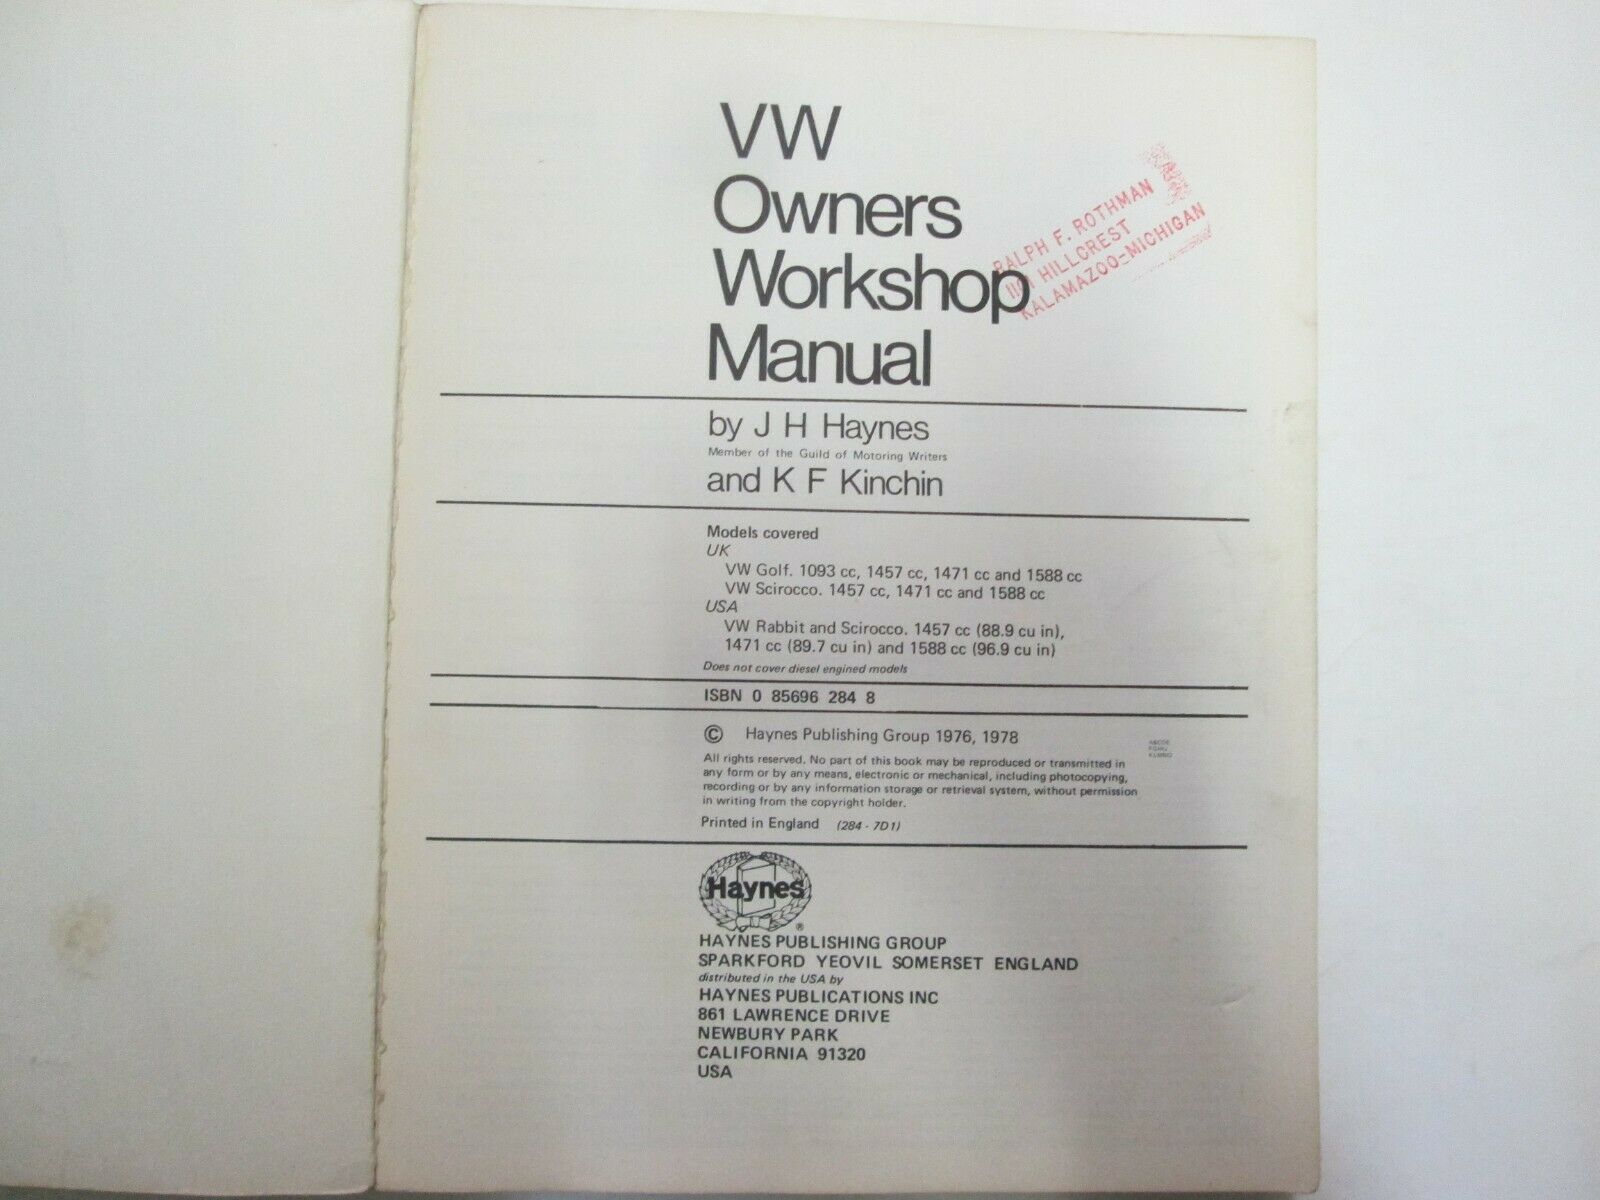 VW
Owners
Workshop
Manual
RALPH F. ROTHMAN
1101 HILLCREST
KALAMAZOO-MICHIGAN
by J H Haynes
Member of the Guild of Motoring Writers
and K F Kinchin
Models covered
UK
VW Golf. 1093 cc, 1457 cc, 1471 cc and 1588 cc
VW Scirocco. 1457 cc, 1471 cc and 1588 cc
USA
VW Rabbit and Scirocco. 1457 cc (88.9 cu in),
1471 cc (89.7 cu in) and 1588 cc (96.9 cu in)
Does not cover diesel engined models
ISBN 0 85696 284 8
© Haynes Publishing Group 1976, 1978
ABCDE
FGHIJ
All rights reserved. No part of this book may be reproduced or transmitted in
any form or by any means, electronic or mechanical, including photocopying,
recording or by any information storage or retrieval system, without permission
in writing from the copyright holder.
Printed in England (284 - 7D1)
Haynes
®
HAYNES PUBLISHING GROUP
SPARKFORD YEOVIL SOMERSET ENGLAND
distributed in the USA by
HAYNES PUBLICATIONS INC
861 LAWRENCE DRIVE
NEWBURY PARK
CALIFORNIA 91320
USA